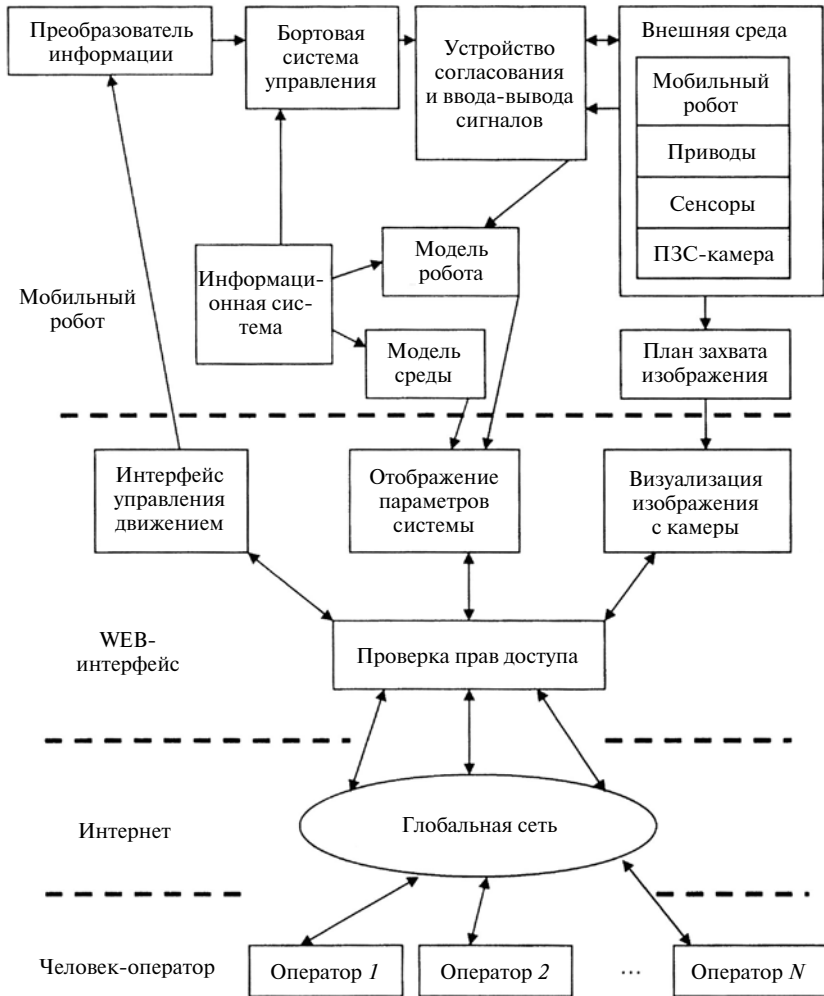 Преобразователь
информации
Бортовая
система
управления
Устройство
согласования
и ввода-вывода
сигналов
Внешняя среда
Мобильный
робот
Приводы
Сенсоры
ПЗС-камера
Мобильный
робот
Информаци-
онная сис-
тема
Модель
робота
Модель
среды
План захвата
изображения
Интерфейс
управления
движением
Отображение
параметров
системы
Визуализация
изображения
с камеры
WEB-
интерфейс
Проверка прав доступа
Интернет
Глобальная сеть
Человек-оператор
Оператор 1
Оператор 2
...
Оператор N